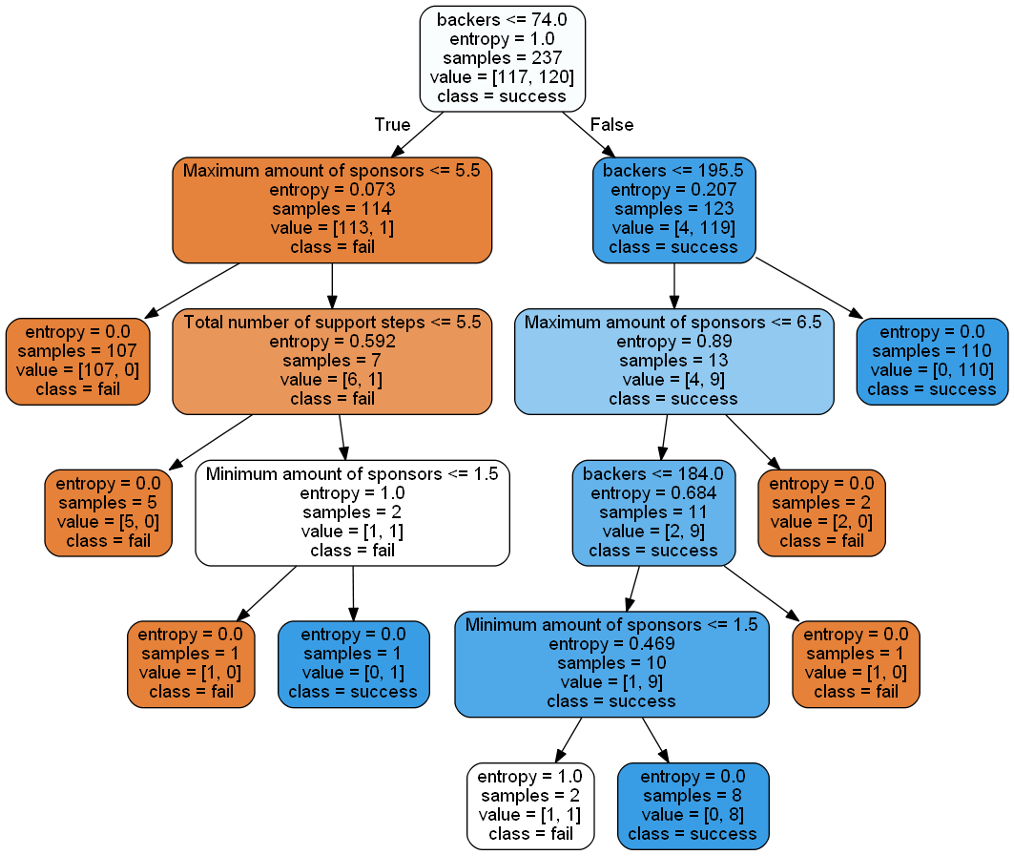 backers <= 74.0
entropy = 1.0
samples = 237
value = [117, 120]
class = success
True
False
Maximum amount of sponsors <= 5.5
entropy = 0.073
samples = 114
value = [113, 1]
class = fail
backers <= 195.5
entropy = 0.207
samples = 123
value = [4, 119]
class = success
entropy = 0.0
samples = 107
value = [107, 0]
class = fail
Total number of support steps <= 5.5
entropy = 0.592
samples = 7
value = [6, 1]
class = fail
Maximum amount of sponsors <= 6.5
entropy = 0.89
samples = 13
value = [4, 9]
class = success
entropy = 0.0
samples = 110
value = [0, 110]
class = success
entropy = 0.0
samples = 5
value = [5, 0]
class = fail
Minimum amount of sponsors <= 1.5
entropy = 1.0
samples = 2
value = [1, 1]
class = fail
backers <= 184.0
entropy = 0.684
samples = 11
value = [2, 9]
class = success
entropy = 0.0
samples = 2
value = [2, 0]
class = fail
entropy = 0.0
samples = 1
value = [1, 0]
class = fail
entropy = 0.0
samples = 1
value = [0, 1]
class = success
Minimum amount of sponsors <= 1.5
entropy = 0.469
samples = 10
value = [1, 9]
class = success
entropy = 0.0
samples = 1
value = [1, 0]
class = fail
entropy = 1.0
samples = 2
value = [1, 1]
class = fail
entropy = 0.0
samples = 8
value = [0, 8]
class = success